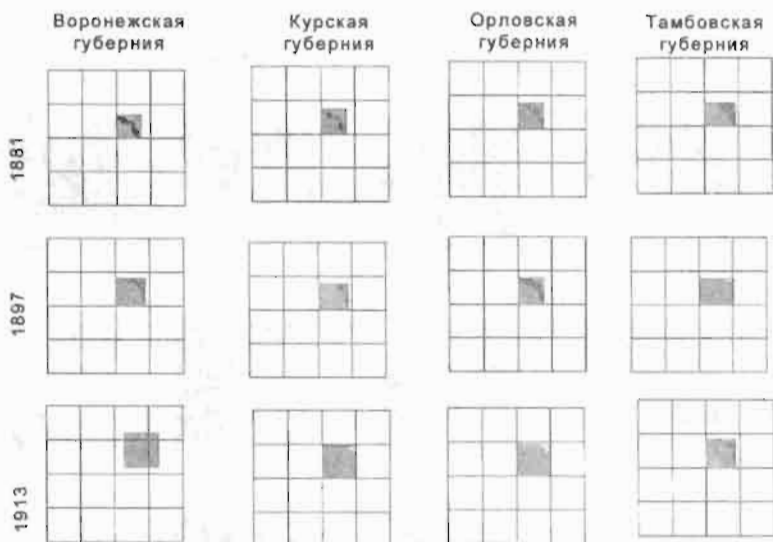 Воронежская
губерния
Курская
губерния
Орловская
губерния
Тамбовская
губерния
1881
1897
1913